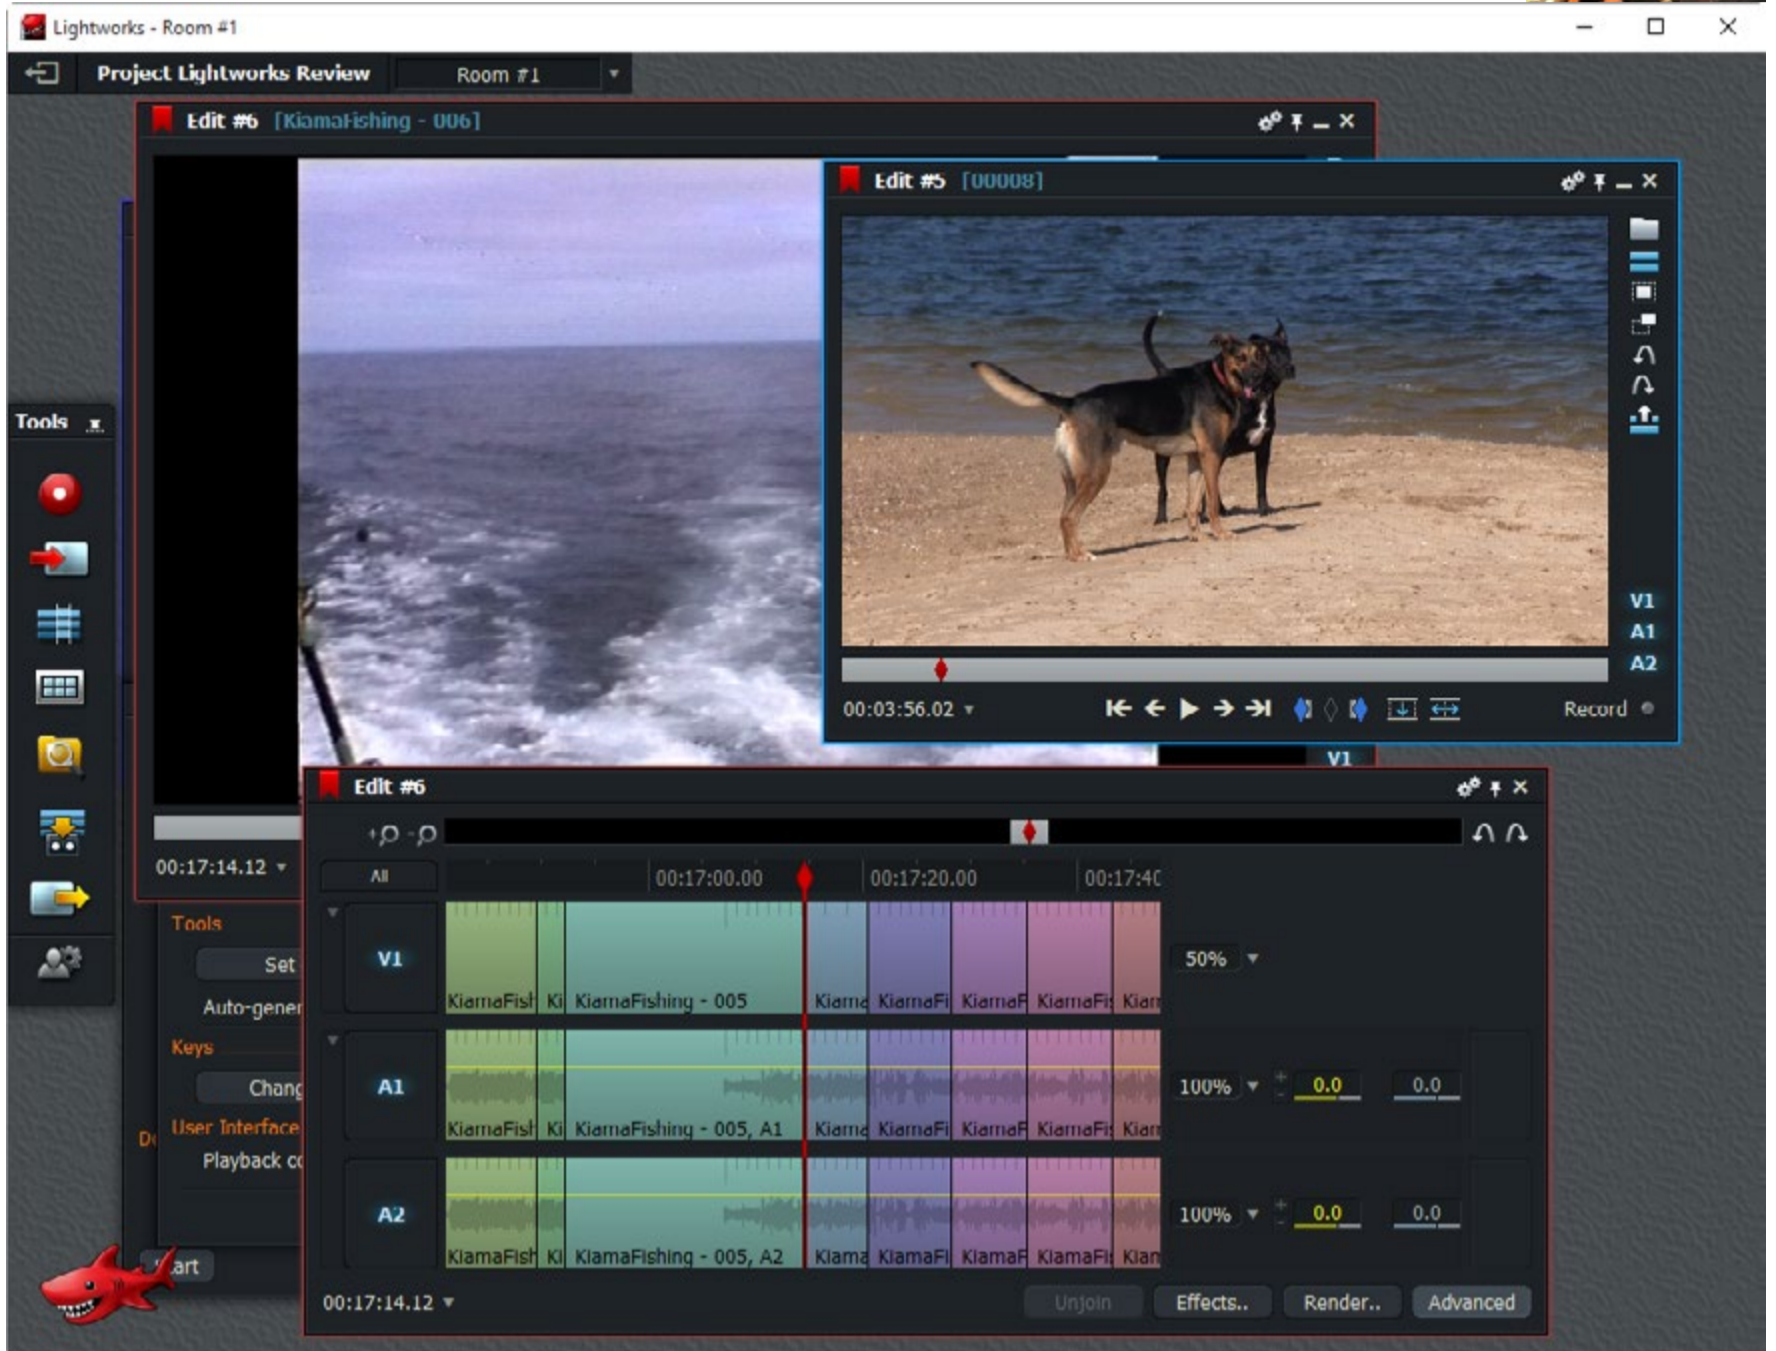 Lightworks - Room #1
Project Lightworks Review
Room #1
Edit #6 [KiamaFishing - 006]
Edit #5 [00008]
V1
A1
A2
00:03:56.02
Record
V1
Tools
00:17:14.12
Tools
Set
Auto-gener
Keys
Chang
User Interface
Playback co
Edit #6
+ -
All
00:17:00.00
00:17:20.00
00:17:40
V1
KiamaFish Ki KiamaFishing - 005 Kiama KiamaFi KiamaF KiamaFi Kiam
50%
A1
KiamaFish Ki KiamaFishing - 005, A1 Kiama KiamaFi KiamaF KiamaFi Kiam
100%
+ - 0.0
0.0
A2
KiamaFish Ki KiamaFishing - 005, A2 Kiama KiamaFi KiamaF KiamaFi Kiam
100%
+ - 0.0
0.0
00:17:14.12
Unjoin
Effects..
Render..
Advanced